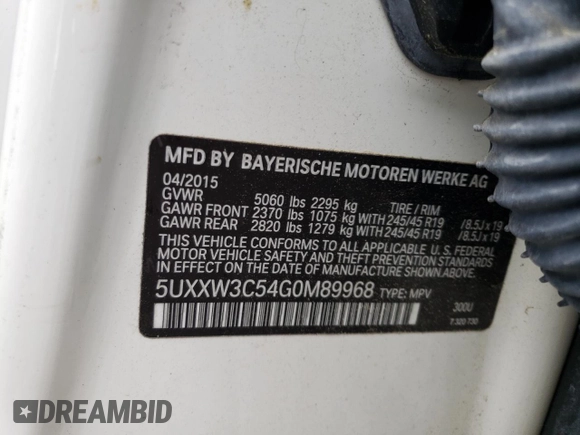 MFD BY BAYERISCHE MOTOREN WERKE AG
04/2015
GVWR 5060 lbs 2295 kg TIRE / RIM
GAWR FRONT 2370 lbs 1075 kg WITH 245/45 R19 /8.5J x 19
GAWR REAR 2820 lbs 1279 kg WITH 245/45 R19 /8.5J x 19
THIS VEHICLE CONFORMS TO ALL APPLICABLE U. S. FEDERAL
MOTOR VEHICLE SAFETY AND THEFT PREVENTION STANDARDS
IN EFFECT ON THE DATE OF MANUFACTURE SHOWN ABOVE.
5UXXW3C54G0M89968 TYPE: MPV
300U
DREAMBID